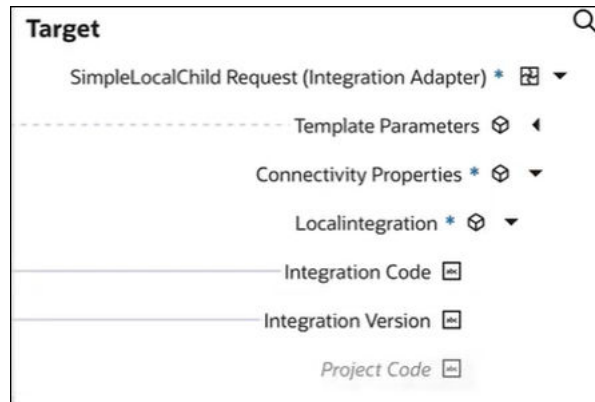 Target
SimpleLocalChild Request (Integration Adapter) *
Template Parameters
Connectivity Properties *
Localintegration *
Integration Code
Integration Version
Project Code